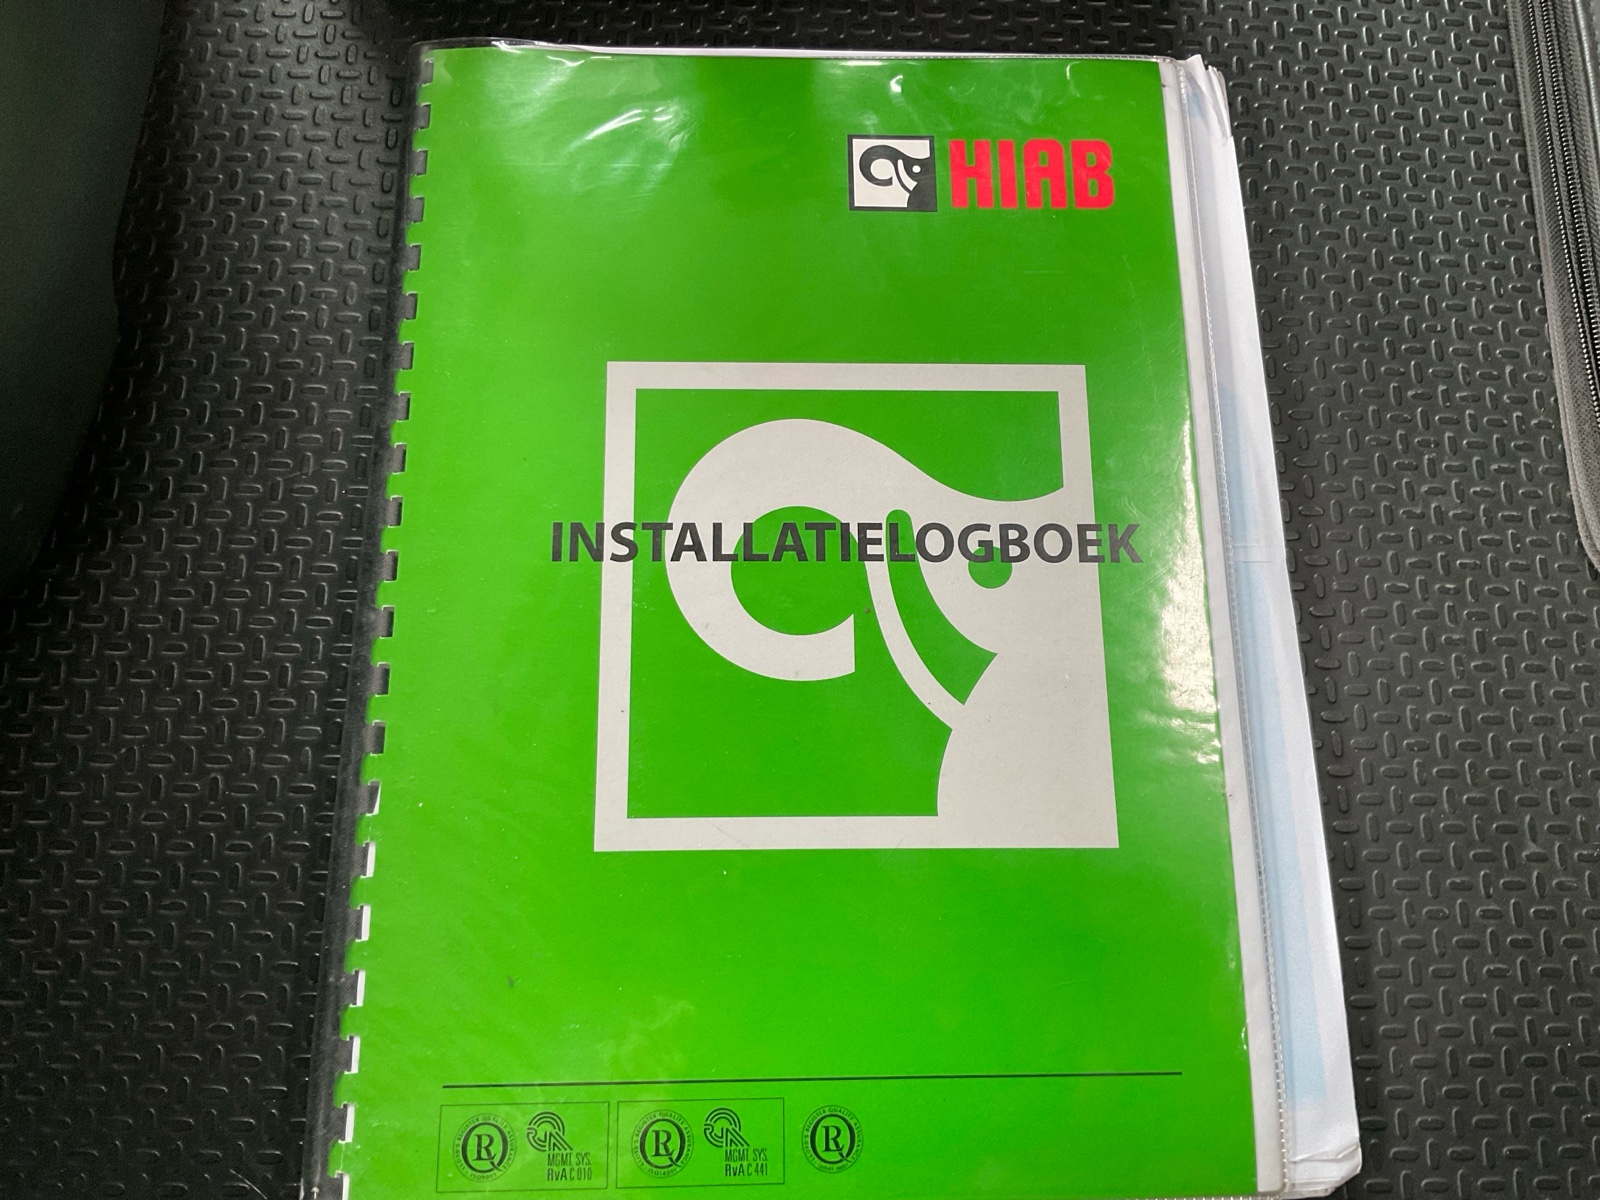 HIAB
INSTALLATIELOGBOEK
MGMT. SYS.
RvA C 010
MGMT. SYS.
RvA C 441